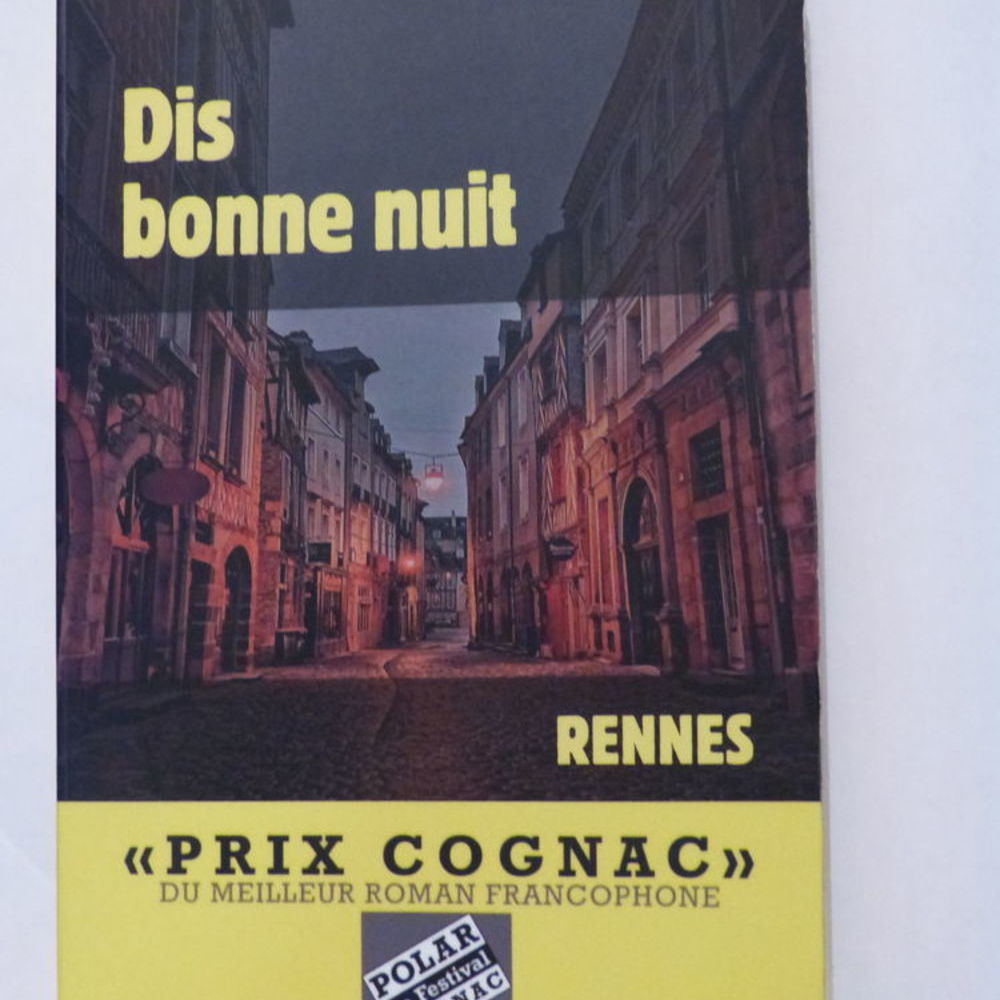 Dis
bonne nuit
RENNES
«PRIX COGNAC»
DU MEILLEUR ROMAN FRANCOPHONE
POLAR
Festival